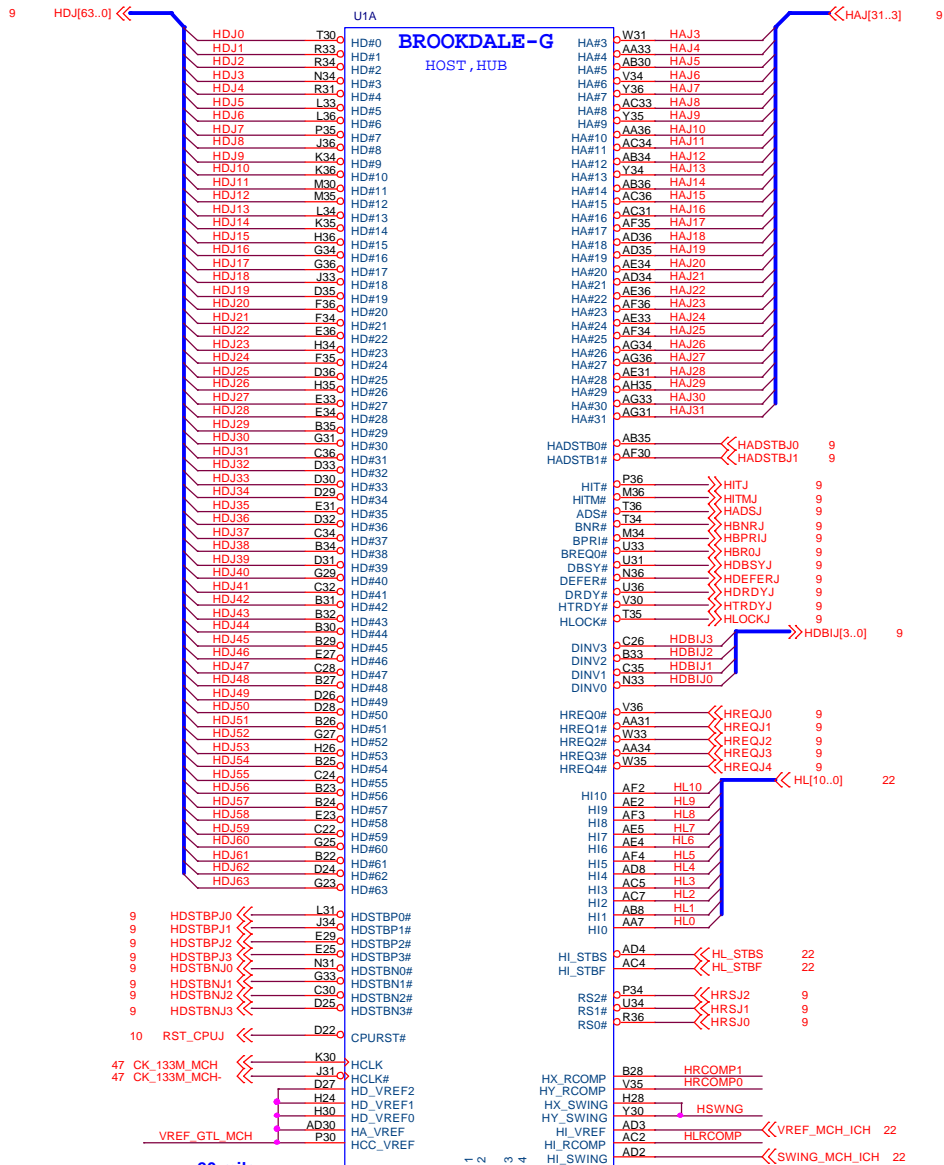 9 HDJ[63..0]
U1A
BROOKDALE-G
HOST,HUB
HAJ[31..3] 9
HDJ0 T30 HD#0
HDJ1 R33 HD#1
HDJ2 R34 HD#2
HDJ3 N34 HD#3
HDJ4 R31 HD#4
HDJ5 L33 HD#5
HDJ6 L36 HD#6
HDJ7 P35 HD#7
HDJ8 J36 HD#8
HDJ9 K34 HD#9
HDJ10 K36 HD#10
HDJ11 M30 HD#11
HDJ12 M35 HD#12
HDJ13 L34 HD#13
HDJ14 K35 HD#14
HDJ15 H36 HD#15
HDJ16 G34 HD#16
HDJ17 G36 HD#17
HDJ18 J33 HD#18
HDJ19 D35 HD#19
HDJ20 F36 HD#20
HDJ21 F34 HD#21
HDJ22 E36 HD#22
HDJ23 H34 HD#23
HDJ24 F35 HD#24
HDJ25 D36 HD#25
HDJ26 H35 HD#26
HDJ27 E33 HD#27
HDJ28 E34 HD#28
HDJ29 B35 HD#29
HDJ30 G31 HD#30
HDJ31 C36 HD#31
HDJ32 D33 HD#32
HDJ33 D30 HD#33
HDJ34 D29 HD#34
HDJ35 E31 HD#35
HDJ36 D32 HD#36
HDJ37 C34 HD#37
HDJ38 B34 HD#38
HDJ39 D31 HD#39
HDJ40 G29 HD#40
HDJ41 C32 HD#41
HDJ42 B31 HD#42
HDJ43 B32 HD#43
HDJ44 B30 HD#44
HDJ45 B29 HD#45
HDJ46 E27 HD#46
HDJ47 C28 HD#47
HDJ48 B27 HD#48
HDJ49 D26 HD#49
HDJ50 D28 HD#50
HDJ51 B26 HD#51
HDJ52 G27 HD#52
HDJ53 H26 HD#53
HDJ54 B25 HD#54
HDJ55 C24 HD#55
HDJ56 B23 HD#56
HDJ57 B24 HD#57
HDJ58 E23 HD#58
HDJ59 C22 HD#59
HDJ60 G25 HD#60
HDJ61 B22 HD#61
HDJ62 D24 HD#62
HDJ63 G23 HD#63
9 HDSTBPJ0 L31 HDSTBP0#
9 HDSTBPJ1 J34 HDSTBP1#
9 HDSTBPJ2 E29 HDSTBP2#
9 HDSTBPJ3 E25 HDSTBP3#
9 HDSTBNJ0 N31 HDSTBN0#
9 HDSTBNJ1 G33 HDSTBN1#
9 HDSTBNJ2 C30 HDSTBN2#
9 HDSTBNJ3 D25 HDSTBN3#
10 RST_CPUJ D22 CPURST#
47 CK_133M_MCH K30 HCLK
47 CK_133M_MCH- J31 HCLK#
D27 HD_VREF2
H24 HD_VREF1
H30 HD_VREF0
AD30 HA_VREF
VREF_GTL_MCH P30 HCC_VREF
HA#3 W31 HAJ3
HA#4 AA33 HAJ4
HA#5 AB30 HAJ5
HA#6 V34 HAJ6
HA#7 Y36 HAJ7
HA#8 AC33 HAJ8
HA#9 Y35 HAJ9
HA#10 AA36 HAJ10
HA#11 AC34 HAJ11
HA#12 AB34 HAJ12
HA#13 Y34 HAJ13
HA#14 AB36 HAJ14
HA#15 AC36 HAJ15
HA#16 AC31 HAJ16
HA#17 AF35 HAJ17
HA#18 AD36 HAJ18
HA#19 AD35 HAJ19
HA#20 AE34 HAJ20
HA#21 AD34 HAJ21
HA#22 AE36 HAJ22
HA#23 AF36 HAJ23
HA#24 AE33 HAJ24
HA#25 AF34 HAJ25
HA#26 AG34 HAJ26
HA#27 AG36 HAJ27
HA#28 AE31 HAJ28
HA#29 AH35 HAJ29
HA#30 AG33 HAJ30
HA#31 AG31 HAJ31
HADSTB0# AB35 HADSTBJ0 9
HADSTB1# AF30 HADSTBJ1 9
HIT# P36 HITJ 9
HITM# M36 HITMJ 9
ADS# T36 HADSJ 9
BNR# T34 HBNRJ 9
BPRI# M34 HBPRIJ 9
BREQ0# U33 HBR0J 9
DBSY# U31 HDBSYJ 9
DEFER# N36 HDEFERJ 9
DRDY# U36 HDRDYJ 9
HTRDY# V30 HTRDYJ 9
HLOCK# T35 HLOCKJ 9
HDBIJ[3..0] 9
DINV3 C26 HDBIJ3
DINV2 B33 HDBIJ2
DINV1 C35 HDBIJ1
DINV0 N33 HDBIJ0
HREQ0# V36 HREQJ0 9
HREQ1# AA31 HREQJ1 9
HREQ2# W33 HREQJ2 9
HREQ3# AA34 HREQJ3 9
HREQ4# W35 HREQJ4 9
HL[10..0] 22
HI10 AF2 HL10
HI9 AE2 HL9
HI8 AF3 HL8
HI7 AE5 HL7
HI6 AE4 HL6
HI5 AF4 HL5
HI4 AD8 HL4
HI3 AC5 HL3
HI2 AC7 HL2
HI1 AB8 HL1
HI0 AA7 HL0
HI_STBS AD4 HL_STBS 22
HI_STBF AC4 HL_STBF 22
RS2# P34 HRSJ2 9
RS1# U34 HRSJ1 9
RS0# R36 HRSJ0 9
HX_RCOMP B28 HRCOMP1
HY_RCOMP V35 HRCOMP0
HX_SWING H28
HY_SWING Y30 HSWNG
HI_VREF AD3 VREF_MCH_ICH 22
HI_RCOMP AC2 HLRCOMP
HI_SWING AD2 SWING_MCH_ICH 22
1 2 3 4